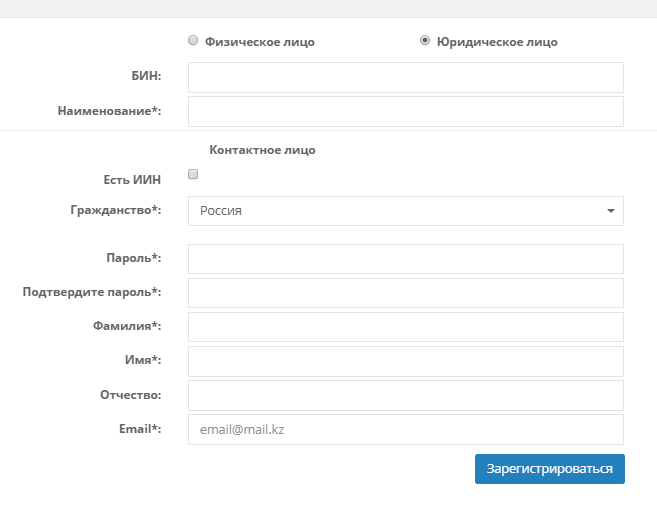 Физическое лицо Юридическое лицо
БИН:
Наименование*:
Контактное лицо
Есть ИИН
Гражданство*: Россия
Пароль*:
Подтвердите пароль*:
Фамилия*:
Имя*:
Отчество:
Email*: email@mail.kz
Зарегистрироваться